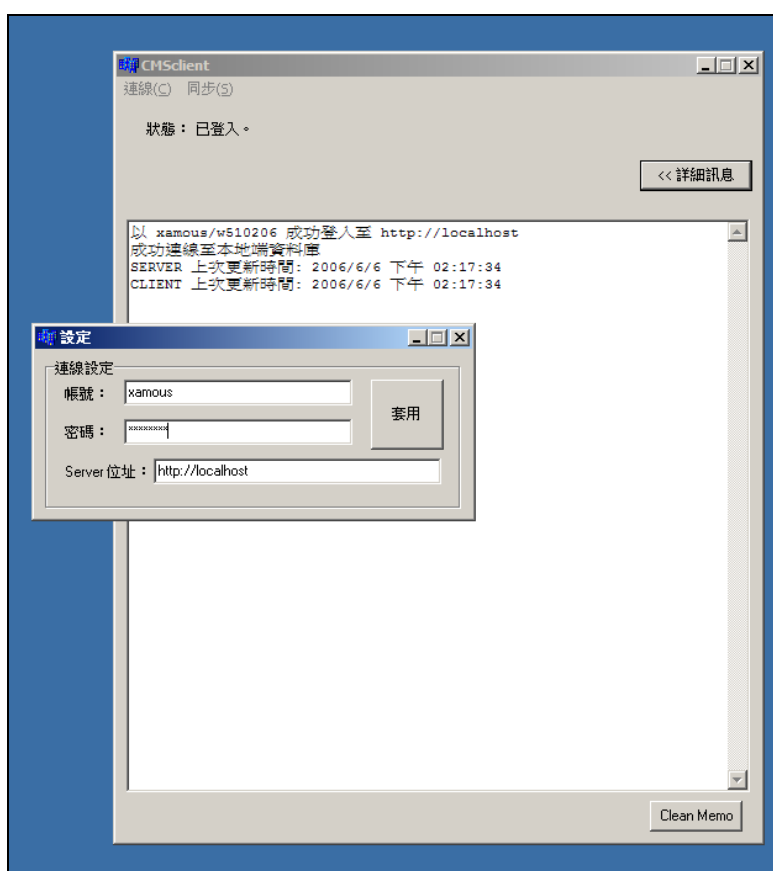 CMSclient
連線(C) 同步(S)
狀態：已登入。
<< 詳細訊息
以 xamous/w510206 成功登入至 http://localhost
成功連線至本地端資料庫
SERVER 上次更新時間: 2006/6/6 下午 02:17:34
CLIENT 上次更新時間: 2006/6/6 下午 02:17:34
設定
連線設定
帳號： xamous
密碼： ********
套用
Server 位址： http://localhost
Clean Memo